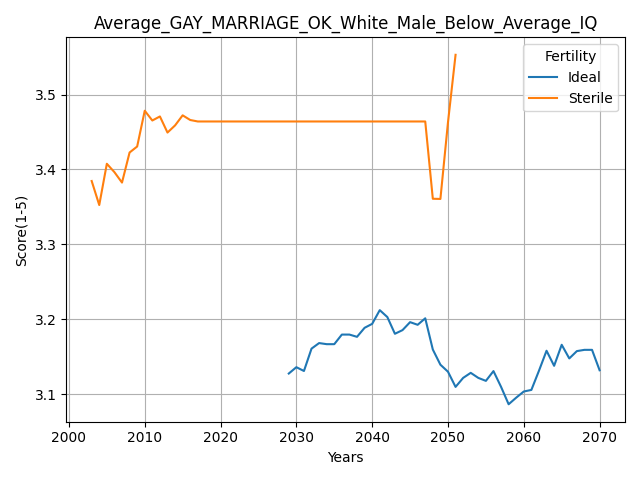 Average_GAY_MARRIAGE_OK_White_Male_Below_Average_IQ
Fertility
Ideal
Sterile
Score(1-5)
3.5
3.4
3.3
3.2
3.1
2000 2010 2020 2030 2040 2050 2060 2070
Years